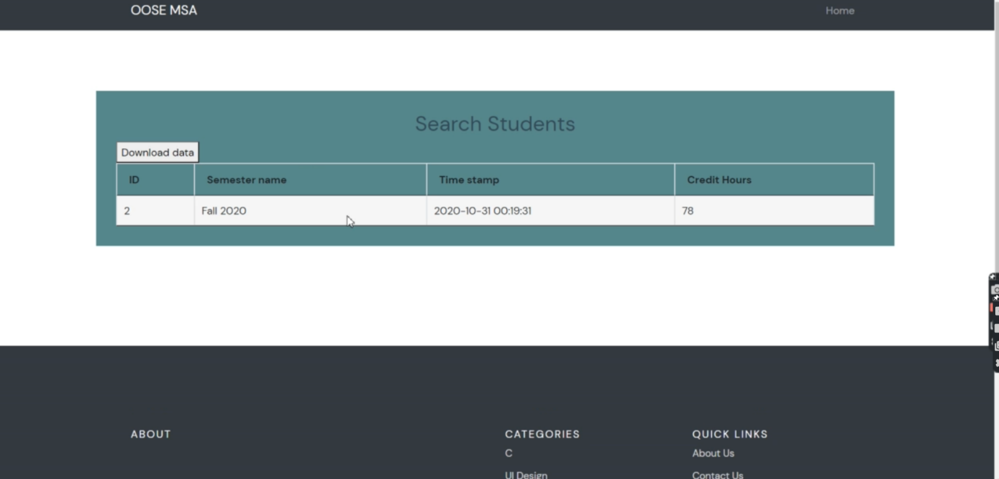 OOSE MSA Home
Search Students
Download data
ID Semester name Time stamp Credit Hours
2 Fall 2020 2020-10-31 00:19:31 78
ABOUT CATEGORIES QUICK LINKS
C About Us
UI Design Contact Us